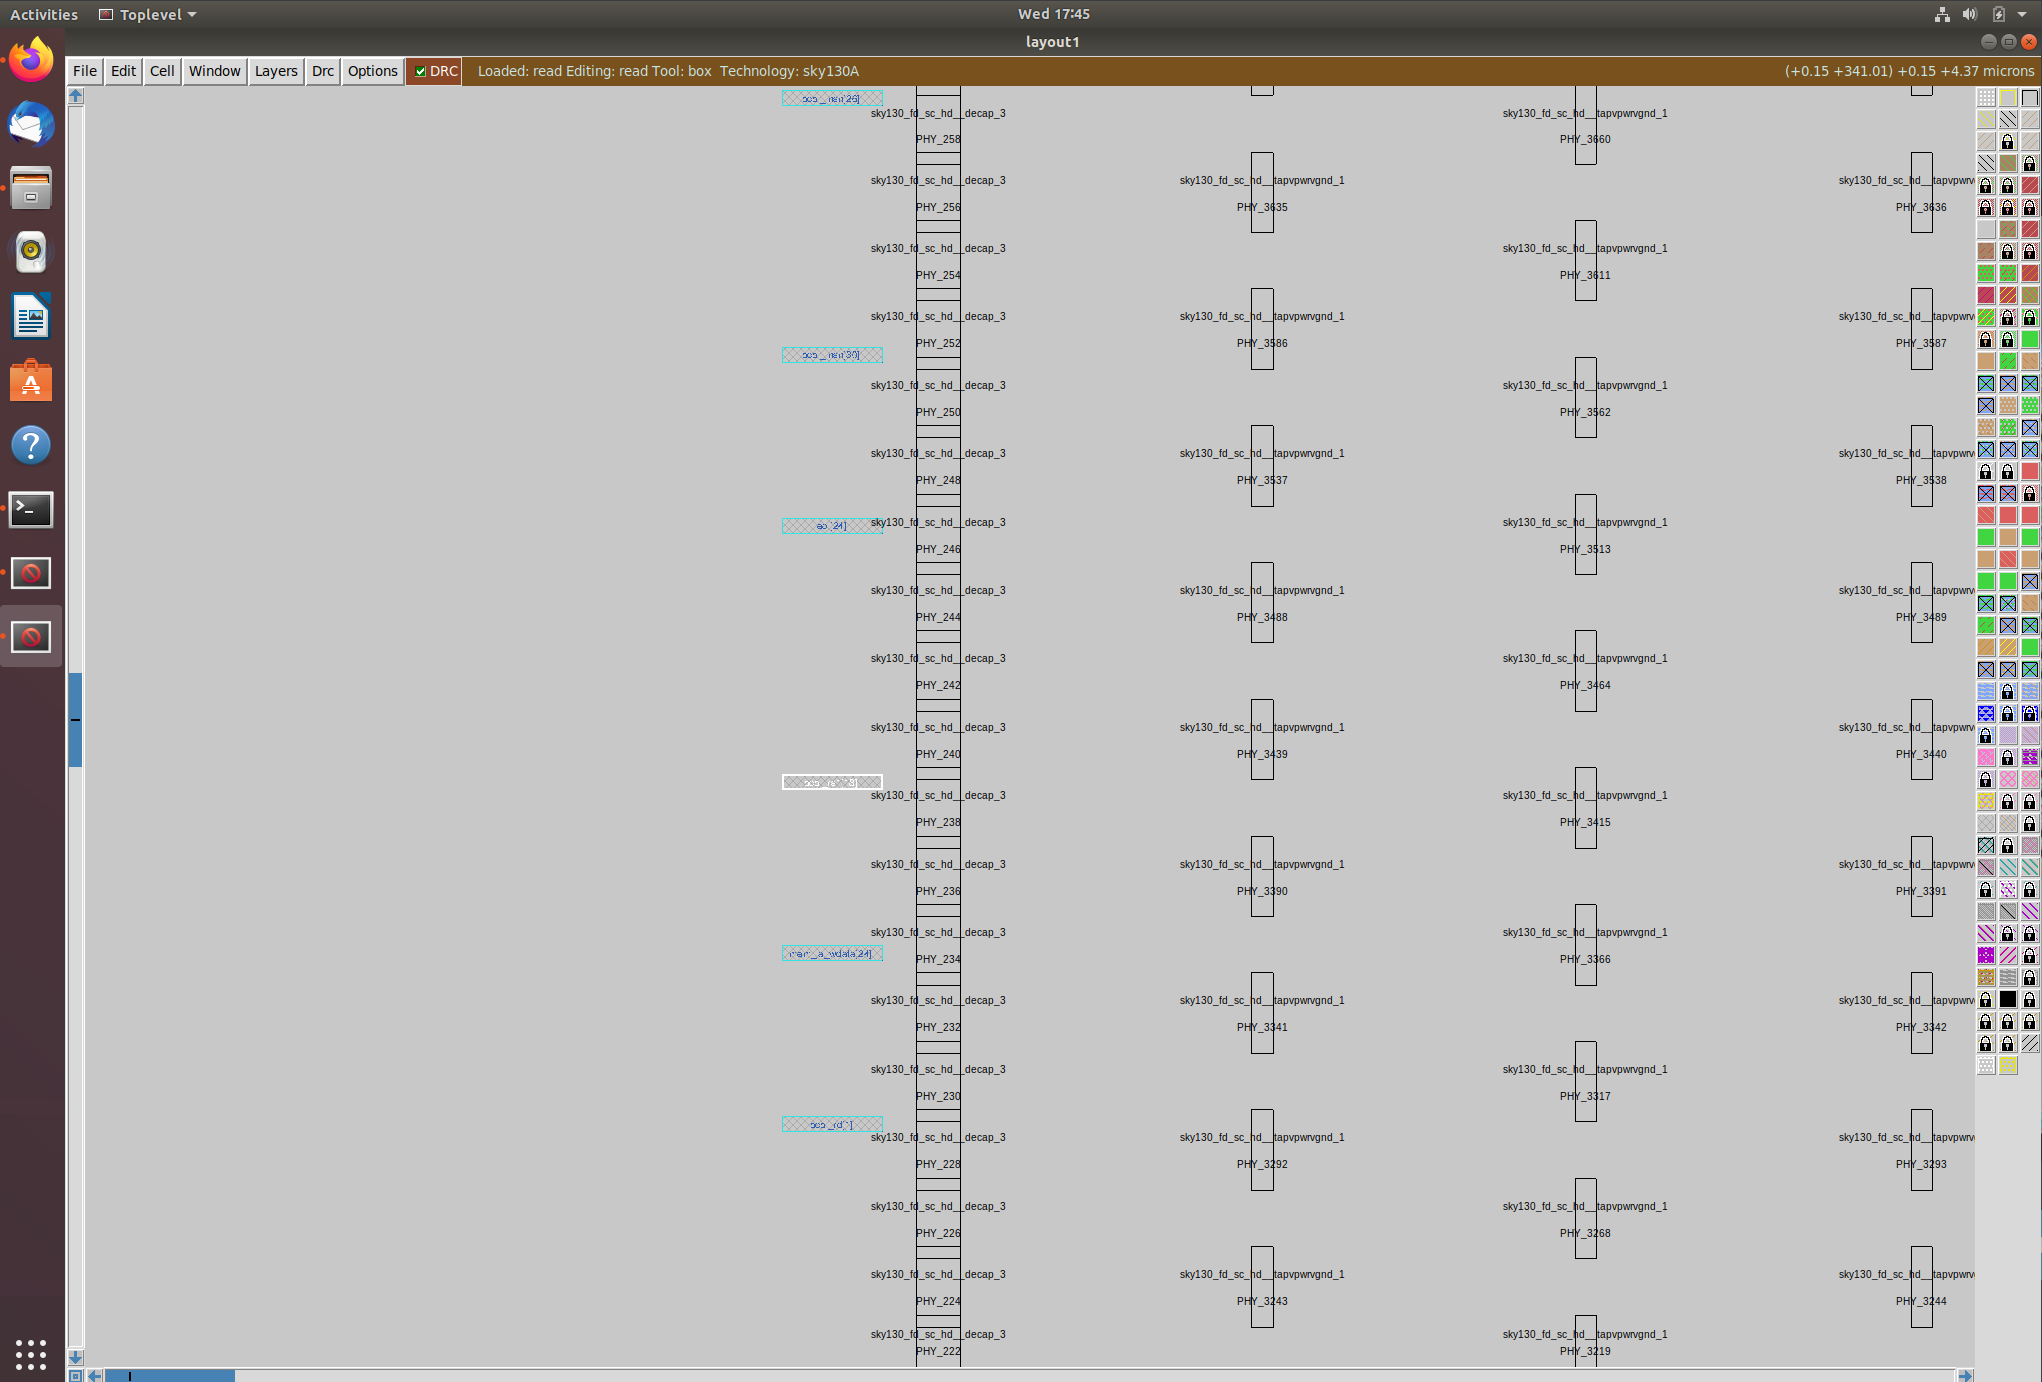 Activities Toplevel Wed 17:45
layout1
File Edit Cell Window Layers Drc Options DRC Loaded: read Editing: read Tool: box Technology: sky130A (+0.15 +341.01) +0.15 +4.37 microns
sky130_fd_sc_hd__decap_3 sky130_fd_sc_hd__tapvpwrvgnd_1
PHY_258 PHY_3660
sky130_fd_sc_hd__decap_3 sky130_fd_sc_hd__tapvpwrvgnd_1 sky130_fd_sc_hd__tapvpwrv
PHY_256 PHY_3635 PHY_3636
sky130_fd_sc_hd__decap_3 sky130_fd_sc_hd__tapvpwrvgnd_1
PHY_254 PHY_3611
sky130_fd_sc_hd__decap_3 sky130_fd_sc_hd__tapvpwrvgnd_1 sky130_fd_sc_hd__tapvpwrv
PHY_252 PHY_3586 PHY_3587
sky130_fd_sc_hd__decap_3 sky130_fd_sc_hd__tapvpwrvgnd_1
PHY_250 PHY_3562
sky130_fd_sc_hd__decap_3 sky130_fd_sc_hd__tapvpwrvgnd_1 sky130_fd_sc_hd__tapvpwrv
PHY_248 PHY_3537 PHY_3538
sky130_fd_sc_hd__decap_3 sky130_fd_sc_hd__tapvpwrvgnd_1
PHY_246 PHY_3513
sky130_fd_sc_hd__decap_3 sky130_fd_sc_hd__tapvpwrvgnd_1 sky130_fd_sc_hd__tapvpwrv
PHY_244 PHY_3488 PHY_3489
sky130_fd_sc_hd__decap_3 sky130_fd_sc_hd__tapvpwrvgnd_1
PHY_242 PHY_3464
sky130_fd_sc_hd__decap_3 sky130_fd_sc_hd__tapvpwrvgnd_1 sky130_fd_sc_hd__tapvpwrv
PHY_240 PHY_3439 PHY_3440
sky130_fd_sc_hd__decap_3 sky130_fd_sc_hd__tapvpwrvgnd_1
PHY_238 PHY_3415
sky130_fd_sc_hd__decap_3 sky130_fd_sc_hd__tapvpwrvgnd_1 sky130_fd_sc_hd__tapvpwrv
PHY_236 PHY_3390 PHY_3391
sky130_fd_sc_hd__decap_3 sky130_fd_sc_hd__tapvpwrvgnd_1
mem_a_wdata[24] PHY_234 PHY_3366
sky130_fd_sc_hd__decap_3 sky130_fd_sc_hd__tapvpwrvgnd_1 sky130_fd_sc_hd__tapvpwrv
PHY_232 PHY_3341 PHY_3342
sky130_fd_sc_hd__decap_3 sky130_fd_sc_hd__tapvpwrvgnd_1
PHY_230 PHY_3317
sky130_fd_sc_hd__decap_3 sky130_fd_sc_hd__tapvpwrvgnd_1 sky130_fd_sc_hd__tapvpwrv
PHY_228 PHY_3292 PHY_3293
sky130_fd_sc_hd__decap_3 sky130_fd_sc_hd__tapvpwrvgnd_1
PHY_226 PHY_3268
sky130_fd_sc_hd__decap_3 sky130_fd_sc_hd__tapvpwrvgnd_1 sky130_fd_sc_hd__tapvpwrv
PHY_224 PHY_3243 PHY_3244
sky130_fd_sc_hd__decap_3 sky130_fd_sc_hd__tapvpwrvgnd_1
PHY_222 PHY_3219